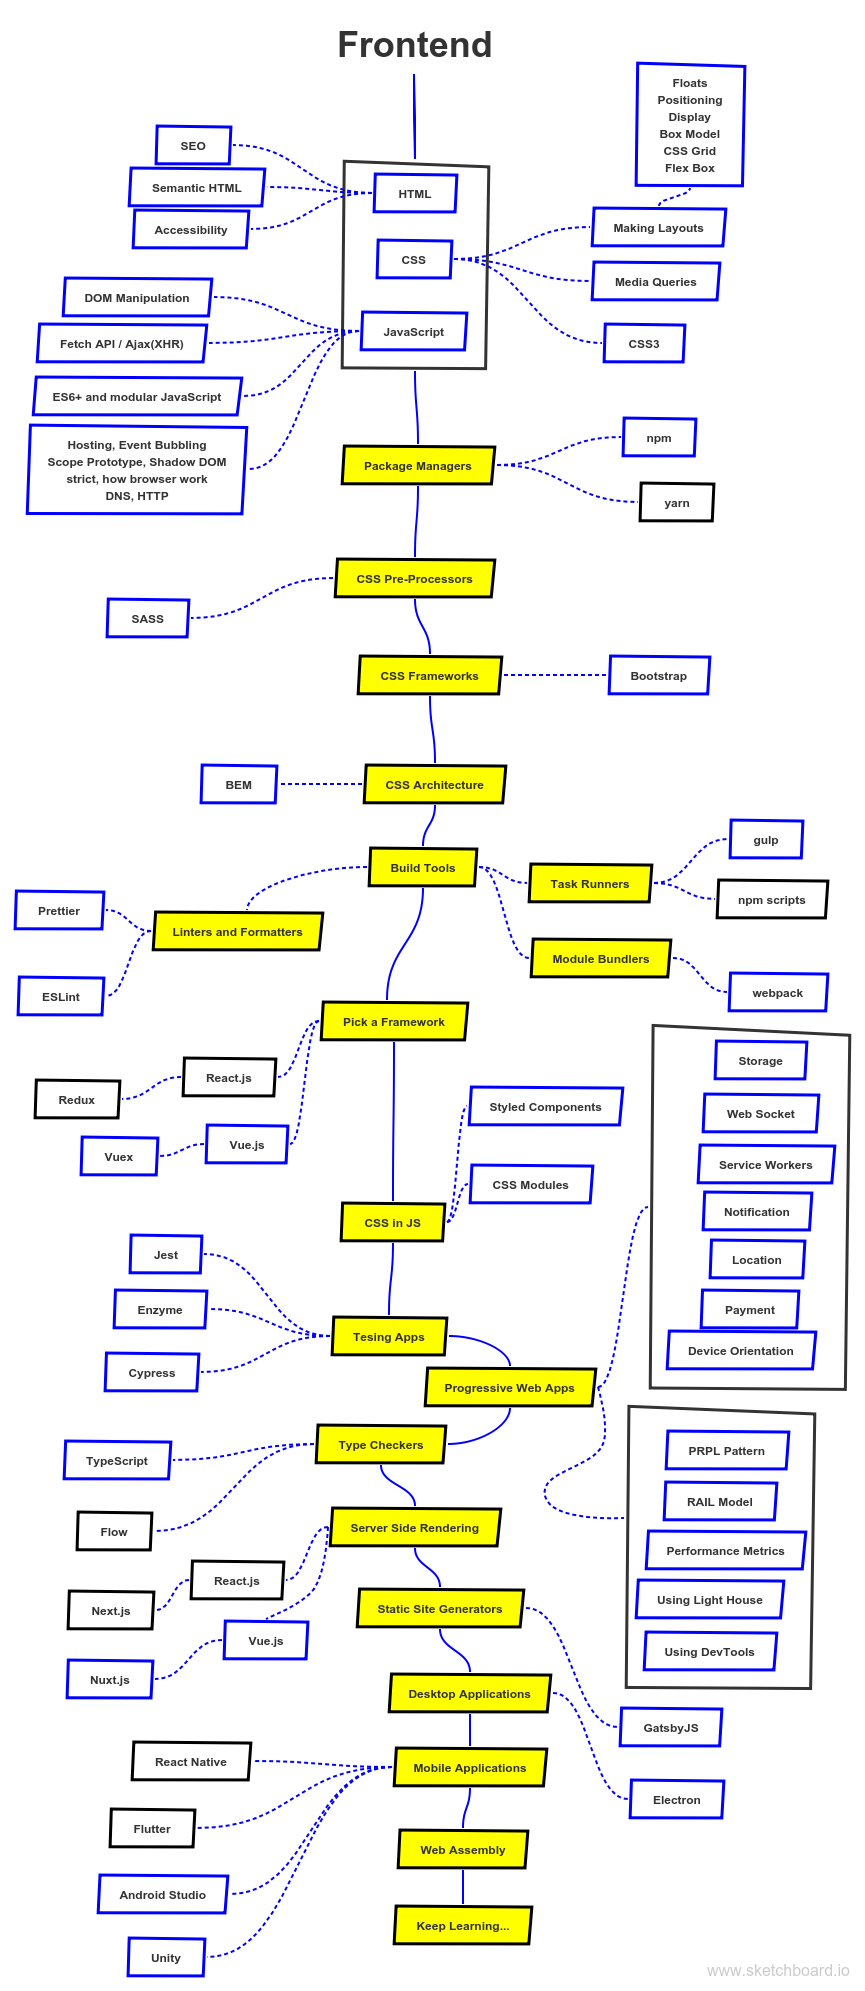 Frontend
Floats
Positioning
Display
Box Model
CSS Grid
Flex Box
SEO
Semantic HTML
Accessibility
HTML
CSS
JavaScript
Making Layouts
Media Queries
CSS3
DOM Manipulation
Fetch API / Ajax(XHR)
ES6+ and modular JavaScript
Hosting, Event Bubbling
Scope Prototype, Shadow DOM
strict, how browser work
DNS, HTTP
Package Managers
npm
yarn
CSS Pre-Processors
SASS
CSS Frameworks
Bootstrap
CSS Architecture
BEM
Build Tools
Task Runners
gulp
npm scripts
Linters and Formatters
Prettier
ESLint
Module Bundlers
webpack
Pick a Framework
React.js
Redux
Vue.js
Vuex
Styled Components
CSS Modules
CSS in JS
Storage
Web Socket
Service Workers
Notification
Location
Payment
Device Orientation
Jest
Enzyme
Cypress
Tesing Apps
Progressive Web Apps
Type Checkers
TypeScript
Flow
PRPL Pattern
RAIL Model
Performance Metrics
Using Light House
Using DevTools
Server Side Rendering
React.js
Next.js
Vue.js
Nuxt.js
Static Site Generators
GatsbyJS
Desktop Applications
Electron
Mobile Applications
React Native
Flutter
Android Studio
Unity
Web Assembly
Keep Learning...
www.sketchboard.io